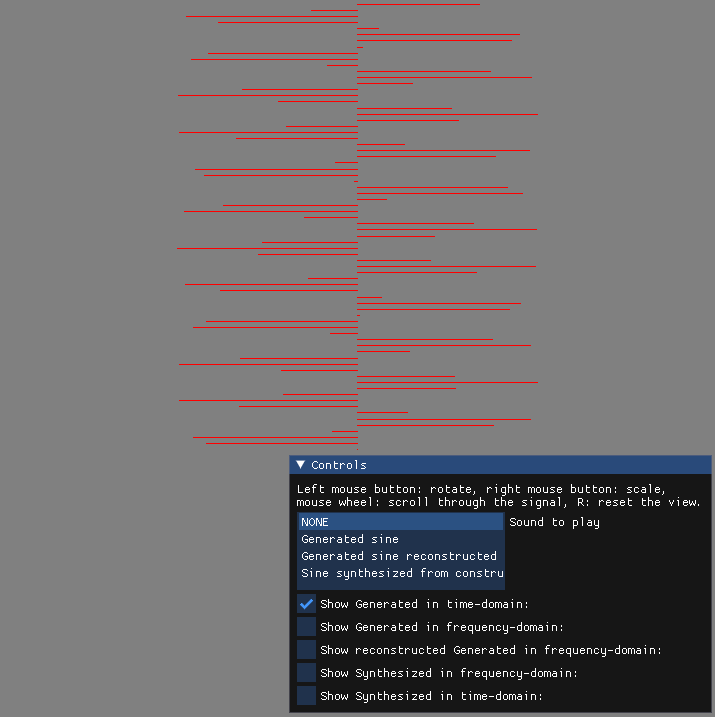 Controls
Left mouse button: rotate, right mouse button: scale,
mouse wheel: scroll through the signal, R: reset the view.
NONE Sound to play
Generated sine
Generated sine reconstructed
Sine synthesized from constru
Show Generated in time-domain:
Show Generated in frequency-domain:
Show reconstructed Generated in frequency-domain:
Show Synthesized in frequency-domain:
Show Synthesized in time-domain: